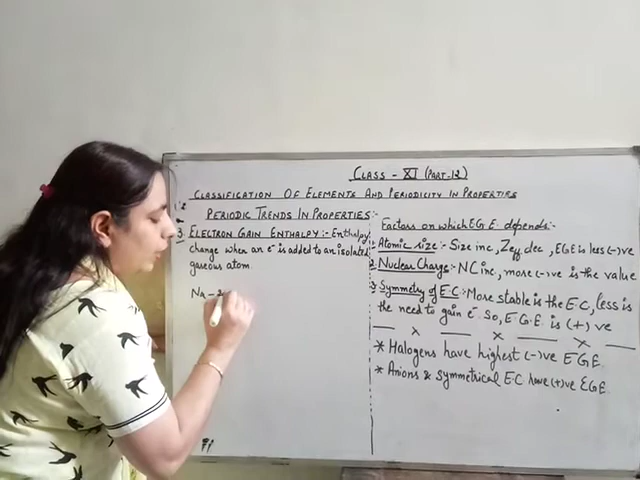 CLASS - XI (PART-12)
CLASSIFICATION OF ELEMENTS AND PERIODICITY IN PROPERTIES
PERIODIC TRENDS IN PROPERTIES:-
ELECTRON GAIN ENTHALPY:- Enthalpy
change when an e⁻ is added to an isolated
gaseous atom.
Na -
Factors on which E G E depends:-
1. Atomic size:- Size inc, Zeff dec, EGE is less (-)ve
2. Nuclear Charge:- NC inc, more (-)ve is the value
3. Symmetry of E.C:- More stable is the E.C, less is
the need to gain e⁻. So, E.G.E. is (+)ve
— x — x — x —
* Halogens have highest (-)ve E G E.
* Anions & symmetrical E.C. have (+)ve E G E.